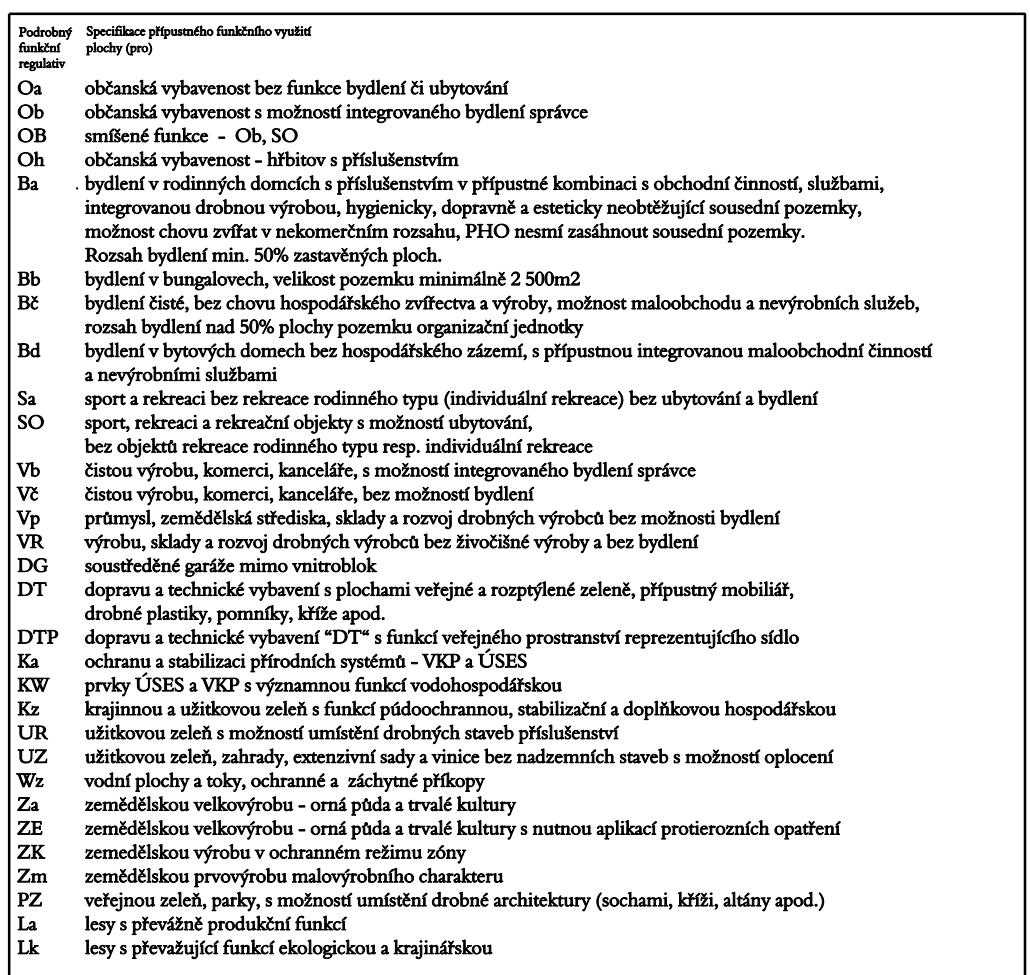 Podrobný Specifikace přípustného funkčního využití
funkční plochy (pro)
regulativ
Oa občanská vybavenost bez funkce bydlení či ubytování
Ob občanská vybavenost s možností integrovaného bydlení správce
OB smíšené funkce - Ob, SO
Oh občanská vybavenost - hřbitov s příslušenstvím
Ba . bydlení v rodinných domcích s příslušenstvím v přípustné kombinaci s obchodní činností, službami,
integrovanou drobnou výrobou, hygienicky, dopravně a esteticky neobtěžující sousední pozemky,
možnost chovu zvířat v nekomerčním rozsahu, PHO nesmí zasáhnout sousední pozemky.
Rozsah bydlení min. 50% zastavěných ploch.
Bb bydlení v bungalovech, velikost pozemku minimálně 2 500m2
Bč bydlení čisté, bez chovu hospodářského zvířectva a výroby, možnost maloobchodu a nevýrobních služeb,
rozsah bydlení nad 50% plochy pozemku organizační jednotky
Bd bydlení v bytových domech bez hospodářského zázemí, s přípustnou integrovanou maloobchodní činností
a nevýrobními službami
Sa sport a rekreaci bez rekreace rodinného typu (individuální rekreace) bez ubytování a bydlení
SO sport, rekreaci a rekreační objekty s možností ubytování,
bez objektů rekreace rodinného typu resp. individuální rekreace
Vb čistou výrobu, komerci, kanceláře, s možností integrovaného bydlení správce
Vč čistou výrobu, komerci, kanceláře, bez možností bydlení
Vp průmysl, zemědělská střediska, sklady a rozvoj drobných výrobců bez možnosti bydlení
VR výrobu, sklady a rozvoj drobných výrobců bez živočišné výroby a bez bydlení
DG soustředěné garáže mimo vnitroblok
DT dopravu a technické vybavení s plochami veřejné a rozptýlené zeleně, přípustný mobiliář,
drobné plastiky, pomníky, kříže apod.
DTP dopravu a technické vybavení “DT“ s funkcí veřejného prostranství reprezentujícího sídlo
Ka ochranu a stabilizaci přírodních systémů - VKP a ÚSES
KW prvky ÚSES a VKP s významnou funkcí vodohospodářskou
Kz krajinnou a užitkovou zeleň s funkcí púdoochrannou, stabilizační a doplňkovou hospodářskou
UR užitkovou zeleň s možností umístění drobných staveb příslušenství
UZ užitkovou zeleň, zahrady, extenzivní sady a vinice bez nadzemních staveb s možností oplocení
Wz vodní plochy a toky, ochranné a záchytné příkopy
Za zemědělskou velkovýrobu - orná půda a trvalé kultury
ZE zemědělskou velkovýrobu - orná půda a trvalé kultury s nutnou aplikací protierozních opatření
ZK zemedělskou výrobu v ochranném režimu zóny
Zm zemědělskou prvovýrobu malovýrobního charakteru
PZ veřejnou zeleň, parky, s možností umístění drobné architektury (sochami, kříži, altány apod.)
La lesy s převážně produkční funkcí
Lk lesy s převažující funkcí ekologickou a krajinářskou